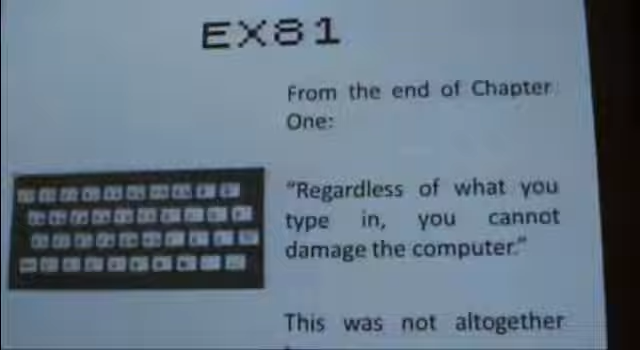 EX81
From the end of Chapter
One:
"Regardless of what you
type in, you cannot
damage the computer."
This was not altogether